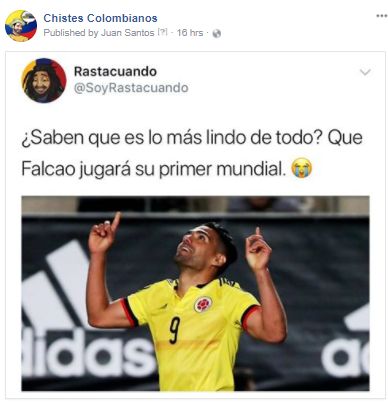 Chistes Colombianos
Published by Juan Santos [?] · 16 hrs ·
Rastacuando
@SoyRastacuando
¿Saben que es lo más lindo de todo? Que
Falcao jugará su primer mundial. 😭
9
didas
a